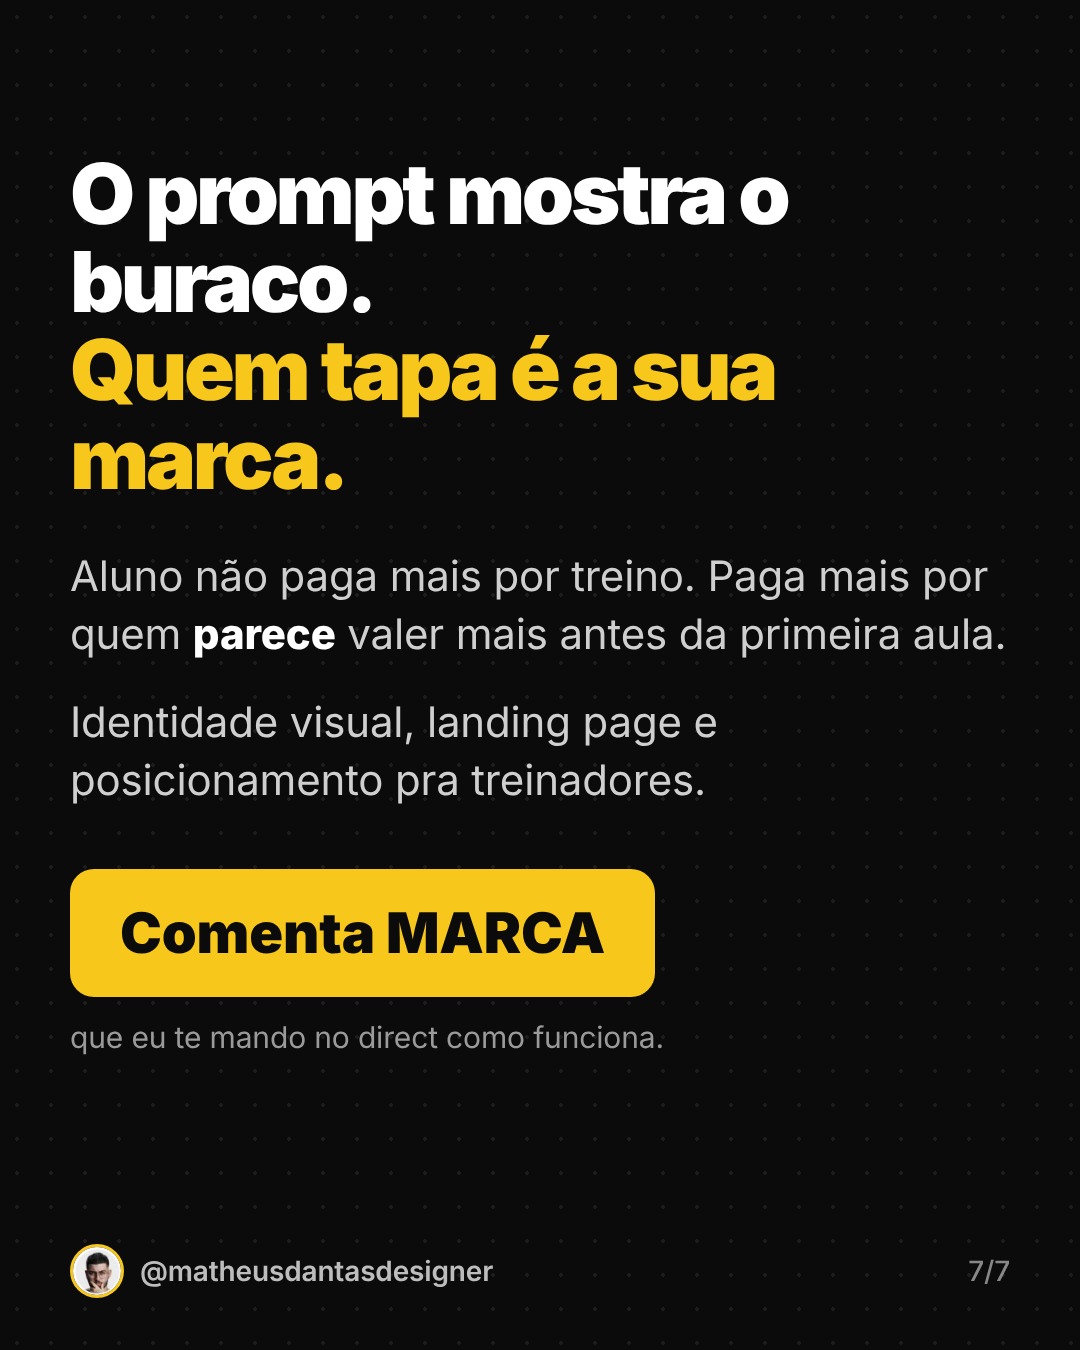 O prompt mostra o
buraco.
Quem tapa é a sua
marca.
Aluno não paga mais por treino. Paga mais por
quem parece valer mais antes da primeira aula.
Identidade visual, landing page e
posicionamento pra treinadores.
Comenta MARCA
que eu te mando no direct como funciona.
@matheusdantasdesigner
7/7